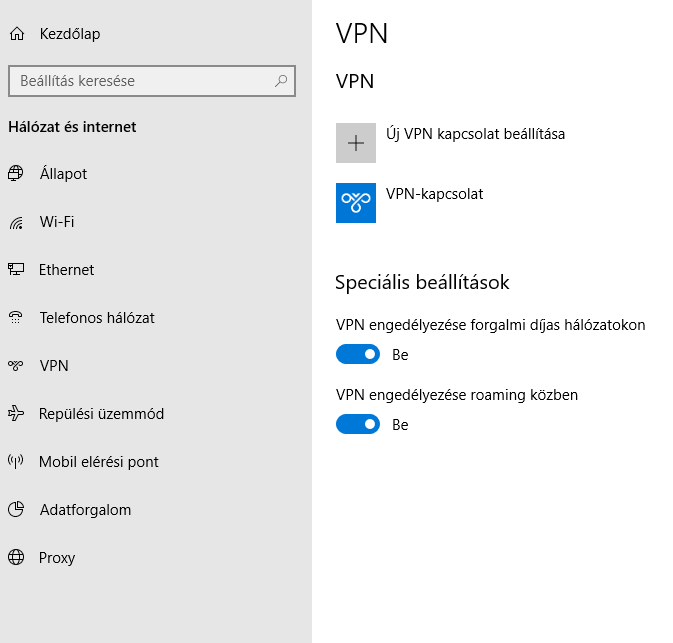 Kezdőlap
Beállítás keresése
Hálózat és internet
Állapot
Wi-Fi
Ethernet
Telefonos hálózat
VPN
Repülési üzemmód
Mobil elérési pont
Adatforgalom
Proxy
VPN
VPN
Új VPN kapcsolat beállítása
VPN-kapcsolat
Speciális beállítások
VPN engedélyezése forgalmi díjas hálózatokon
Be
VPN engedélyezése roaming közben
Be